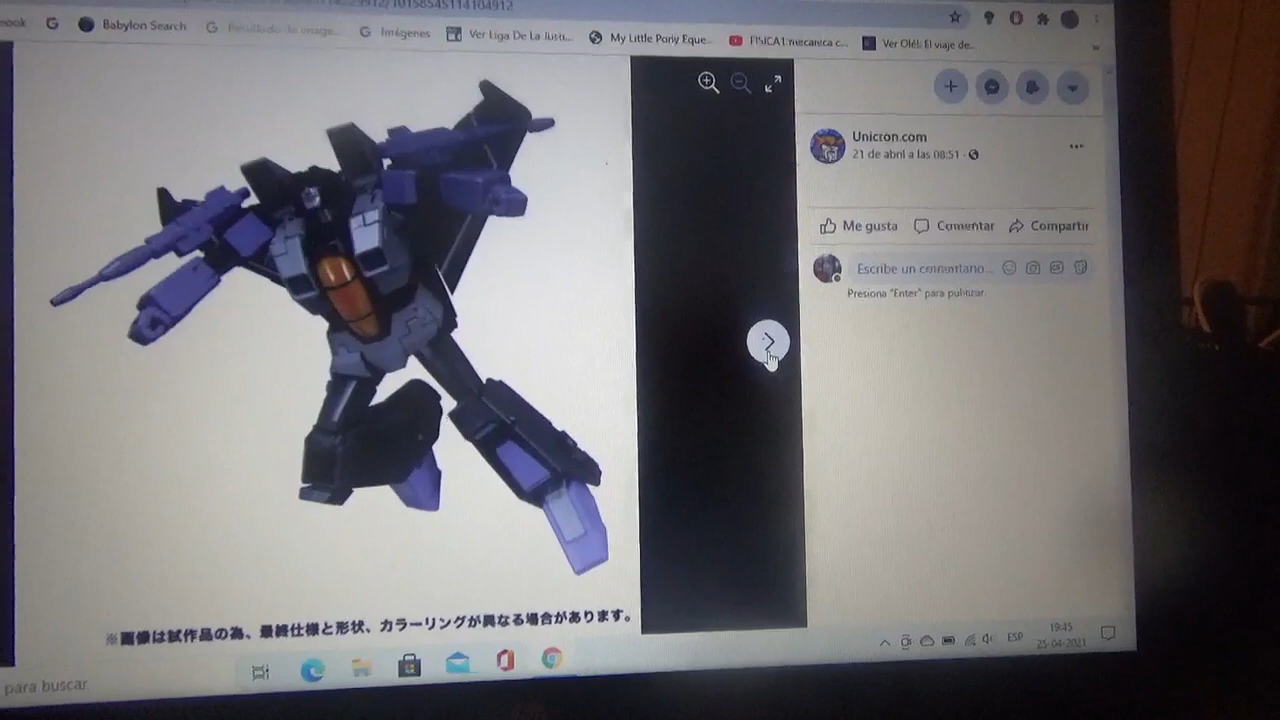 Babylon Search
Imágenes
Ver Liga De La Justi...
My Little Pony Eque...
FISICA1:mecanica c...
Ver Olé!: El viaje de...
Unicron.com
21 de abril a las 08:51
Me gusta
Comentar
Compartir
Escribe un comentario...
Presiona "Enter" para publicar.
※画像は試作品の為、最終仕様と形状、カラーリングが異なる場合があります。
para buscar
ESP
19:45
25-04-2021